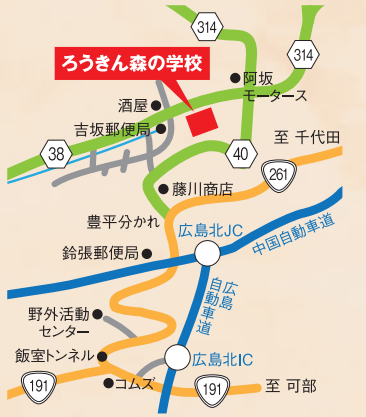 314
314
ろうきん森の学校
阿坂
モータース
酒屋
吉坂郵便局
至 千代田
38
40
261
藤川商店
豊平分かれ
広島北JC
中国自動車道
鈴張郵便局
広島
自動車道
野外活動
センター
飯室トンネル
広島北IC
191
コムズ
191
至 可部